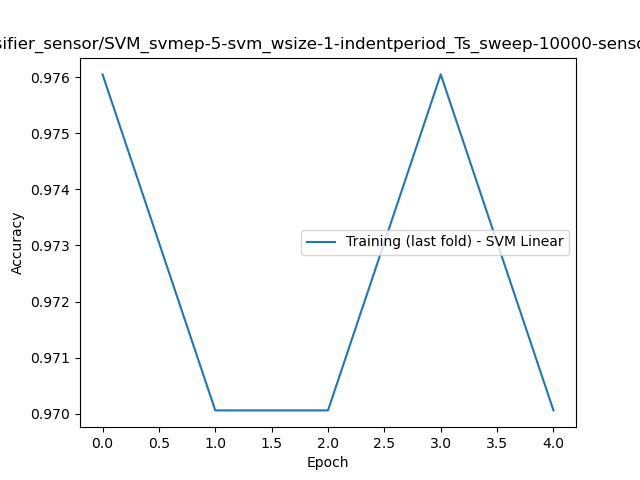 sifier_sensor/SVM_svmep-5-svm_wsize-1-indentperiod_Ts_sweep-10000-senso
0.976
0.975
0.974
0.973
0.972
0.971
0.970
Accuracy
Training (last fold) - SVM Linear
0.0 0.5 1.0 1.5 2.0 2.5 3.0 3.5 4.0
Epoch